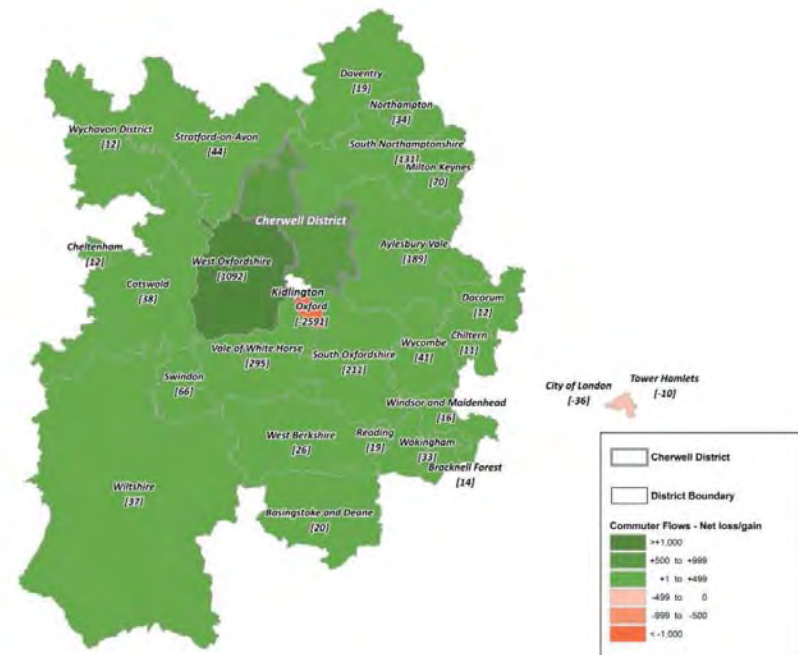 Daventry
[19]
Northampton
[34]
Wychavon District
[12]
Stratford-on-Avon
[44]
South Northamptonshire
[131]
Milton Keynes
[70]
Cherwell District
Cheltenham
[12]
West Oxfordshire
[1092]
Aylesbury Vale
[189]
Cotswold
[38]
Kidlington
Oxford
[-2591]
Dacorum
[12]
Vale of White Horse
[295]
South Oxfordshire
[211]
Wycombe
[41]
Chiltern
[11]
Swindon
[66]
City of London
[-36]
Tower Hamlets
[-10]
Windsor and Maidenhead
[16]
West Berkshire
[26]
Reading
[19]
Wokingham
[33]
Bracknell Forest
[14]
Wiltshire
[37]
Basingstoke and Deane
[20]
Cherwell District
District Boundary
Commuter Flows - Net loss/gain
>+1,000
+500 to +999
+1 to +499
-499 to 0
-999 to -500
< -1,000